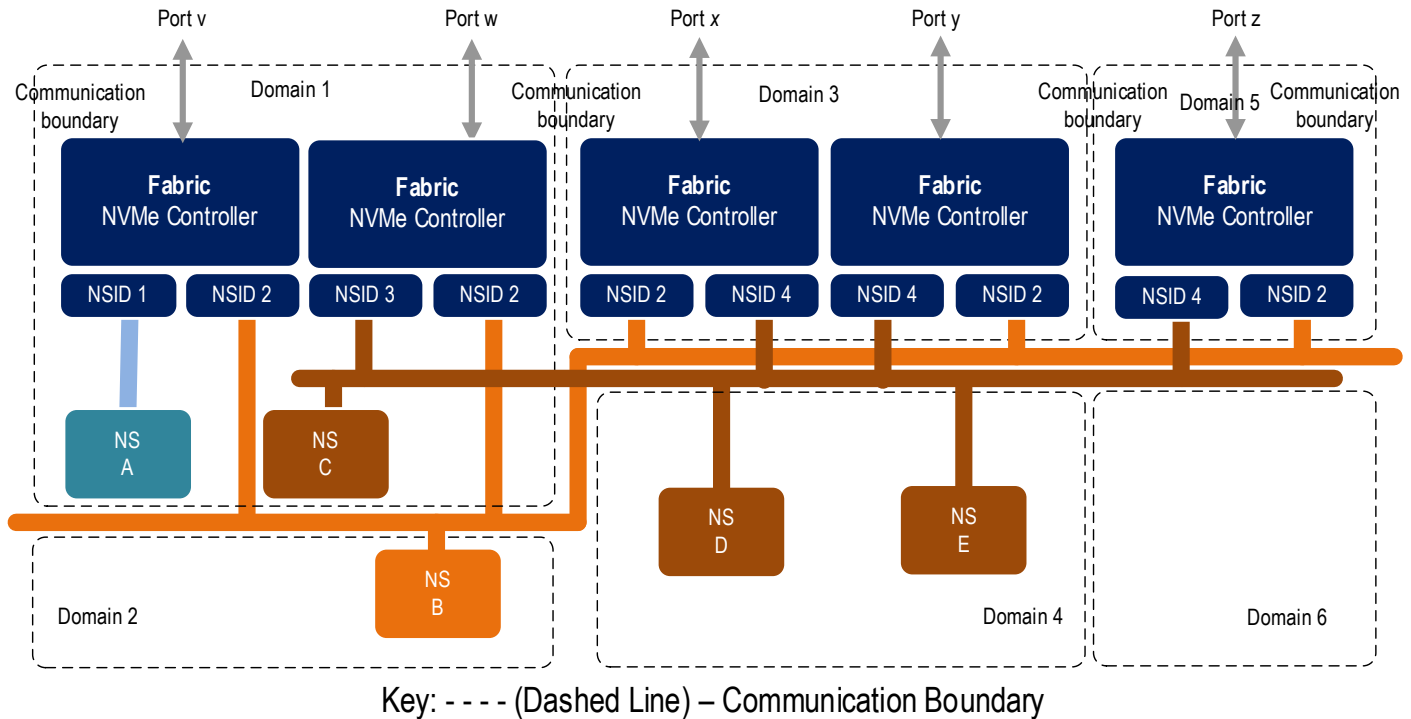 Port v
Port w
Port x
Port y
Port z
Communication
boundary
Domain 1
Communication
boundary
Domain 3
Communication
boundary
Domain 5
Communication
boundary
Fabric
NVMe Controller
Fabric
NVMe Controller
Fabric
NVMe Controller
Fabric
NVMe Controller
Fabric
NVMe Controller
NSID 1
NSID 2
NSID 3
NSID 2
NSID 2
NSID 4
NSID 4
NSID 2
NSID 4
NSID 2
NS
A
NS
C
NS
D
NS
E
NS
B
Domain 2
Domain 4
Domain 6
Key: - - - - (Dashed Line) – Communication Boundary